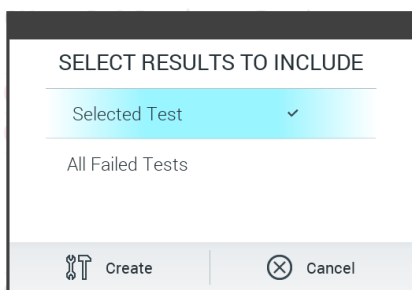 SELECT RESULTS TO INCLUDE
Selected Test
All Failed Tests
Create Cancel